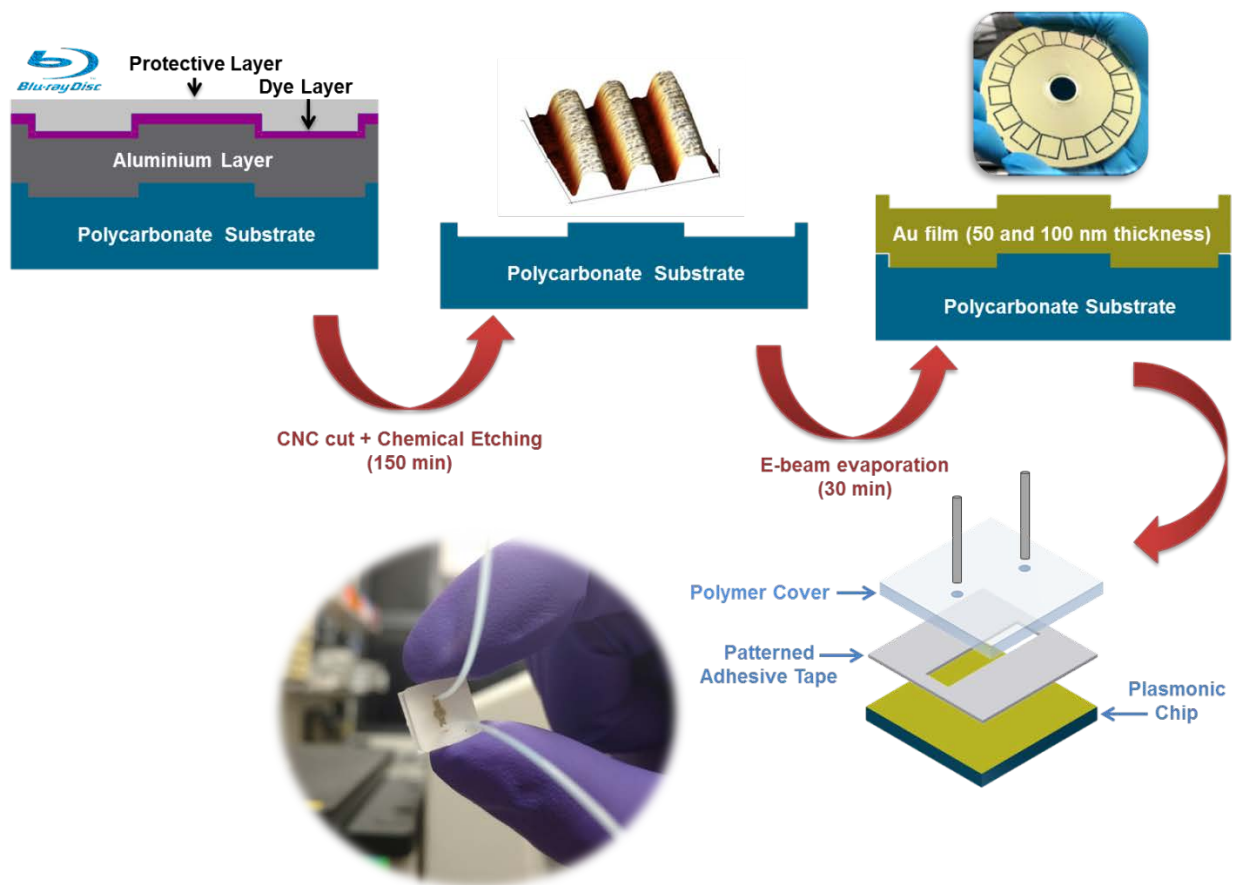 Blu-ray Disc
Protective Layer
Dye Layer
Aluminium Layer
Polycarbonate Substrate
Polycarbonate Substrate
Au film (50 and 100 nm thickness)
Polycarbonate Substrate
CNC cut + Chemical Etching
(150 min)
E-beam evaporation
(30 min)
Polymer Cover
Patterned
Adhesive Tape
Plasmonic
Chip